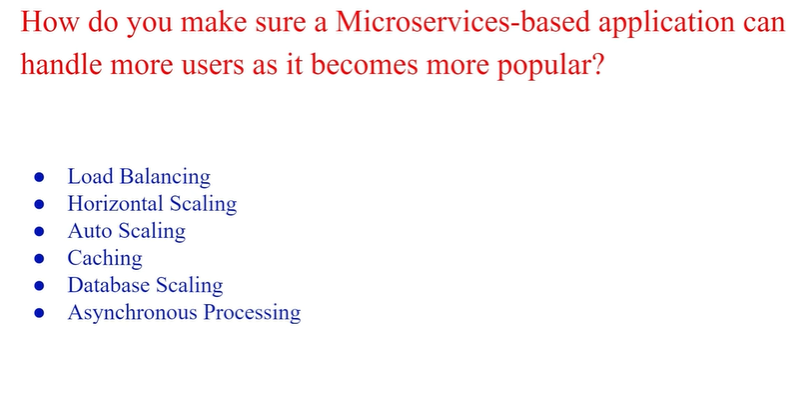 How do you make sure a Microservices-based application can
handle more users as it becomes more popular?
● Load Balancing
● Horizontal Scaling
● Auto Scaling
● Caching
● Database Scaling
● Asynchronous Processing